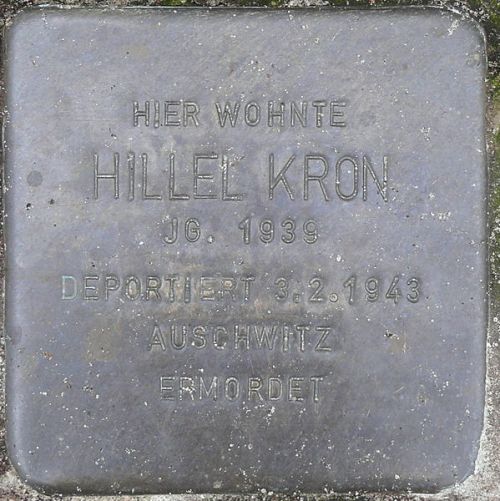 HIER WOHNTE
HILLEL KRON
JG. 1939
DEPORTIERT 3.2.1943
AUSCHWITZ
ERMORDET